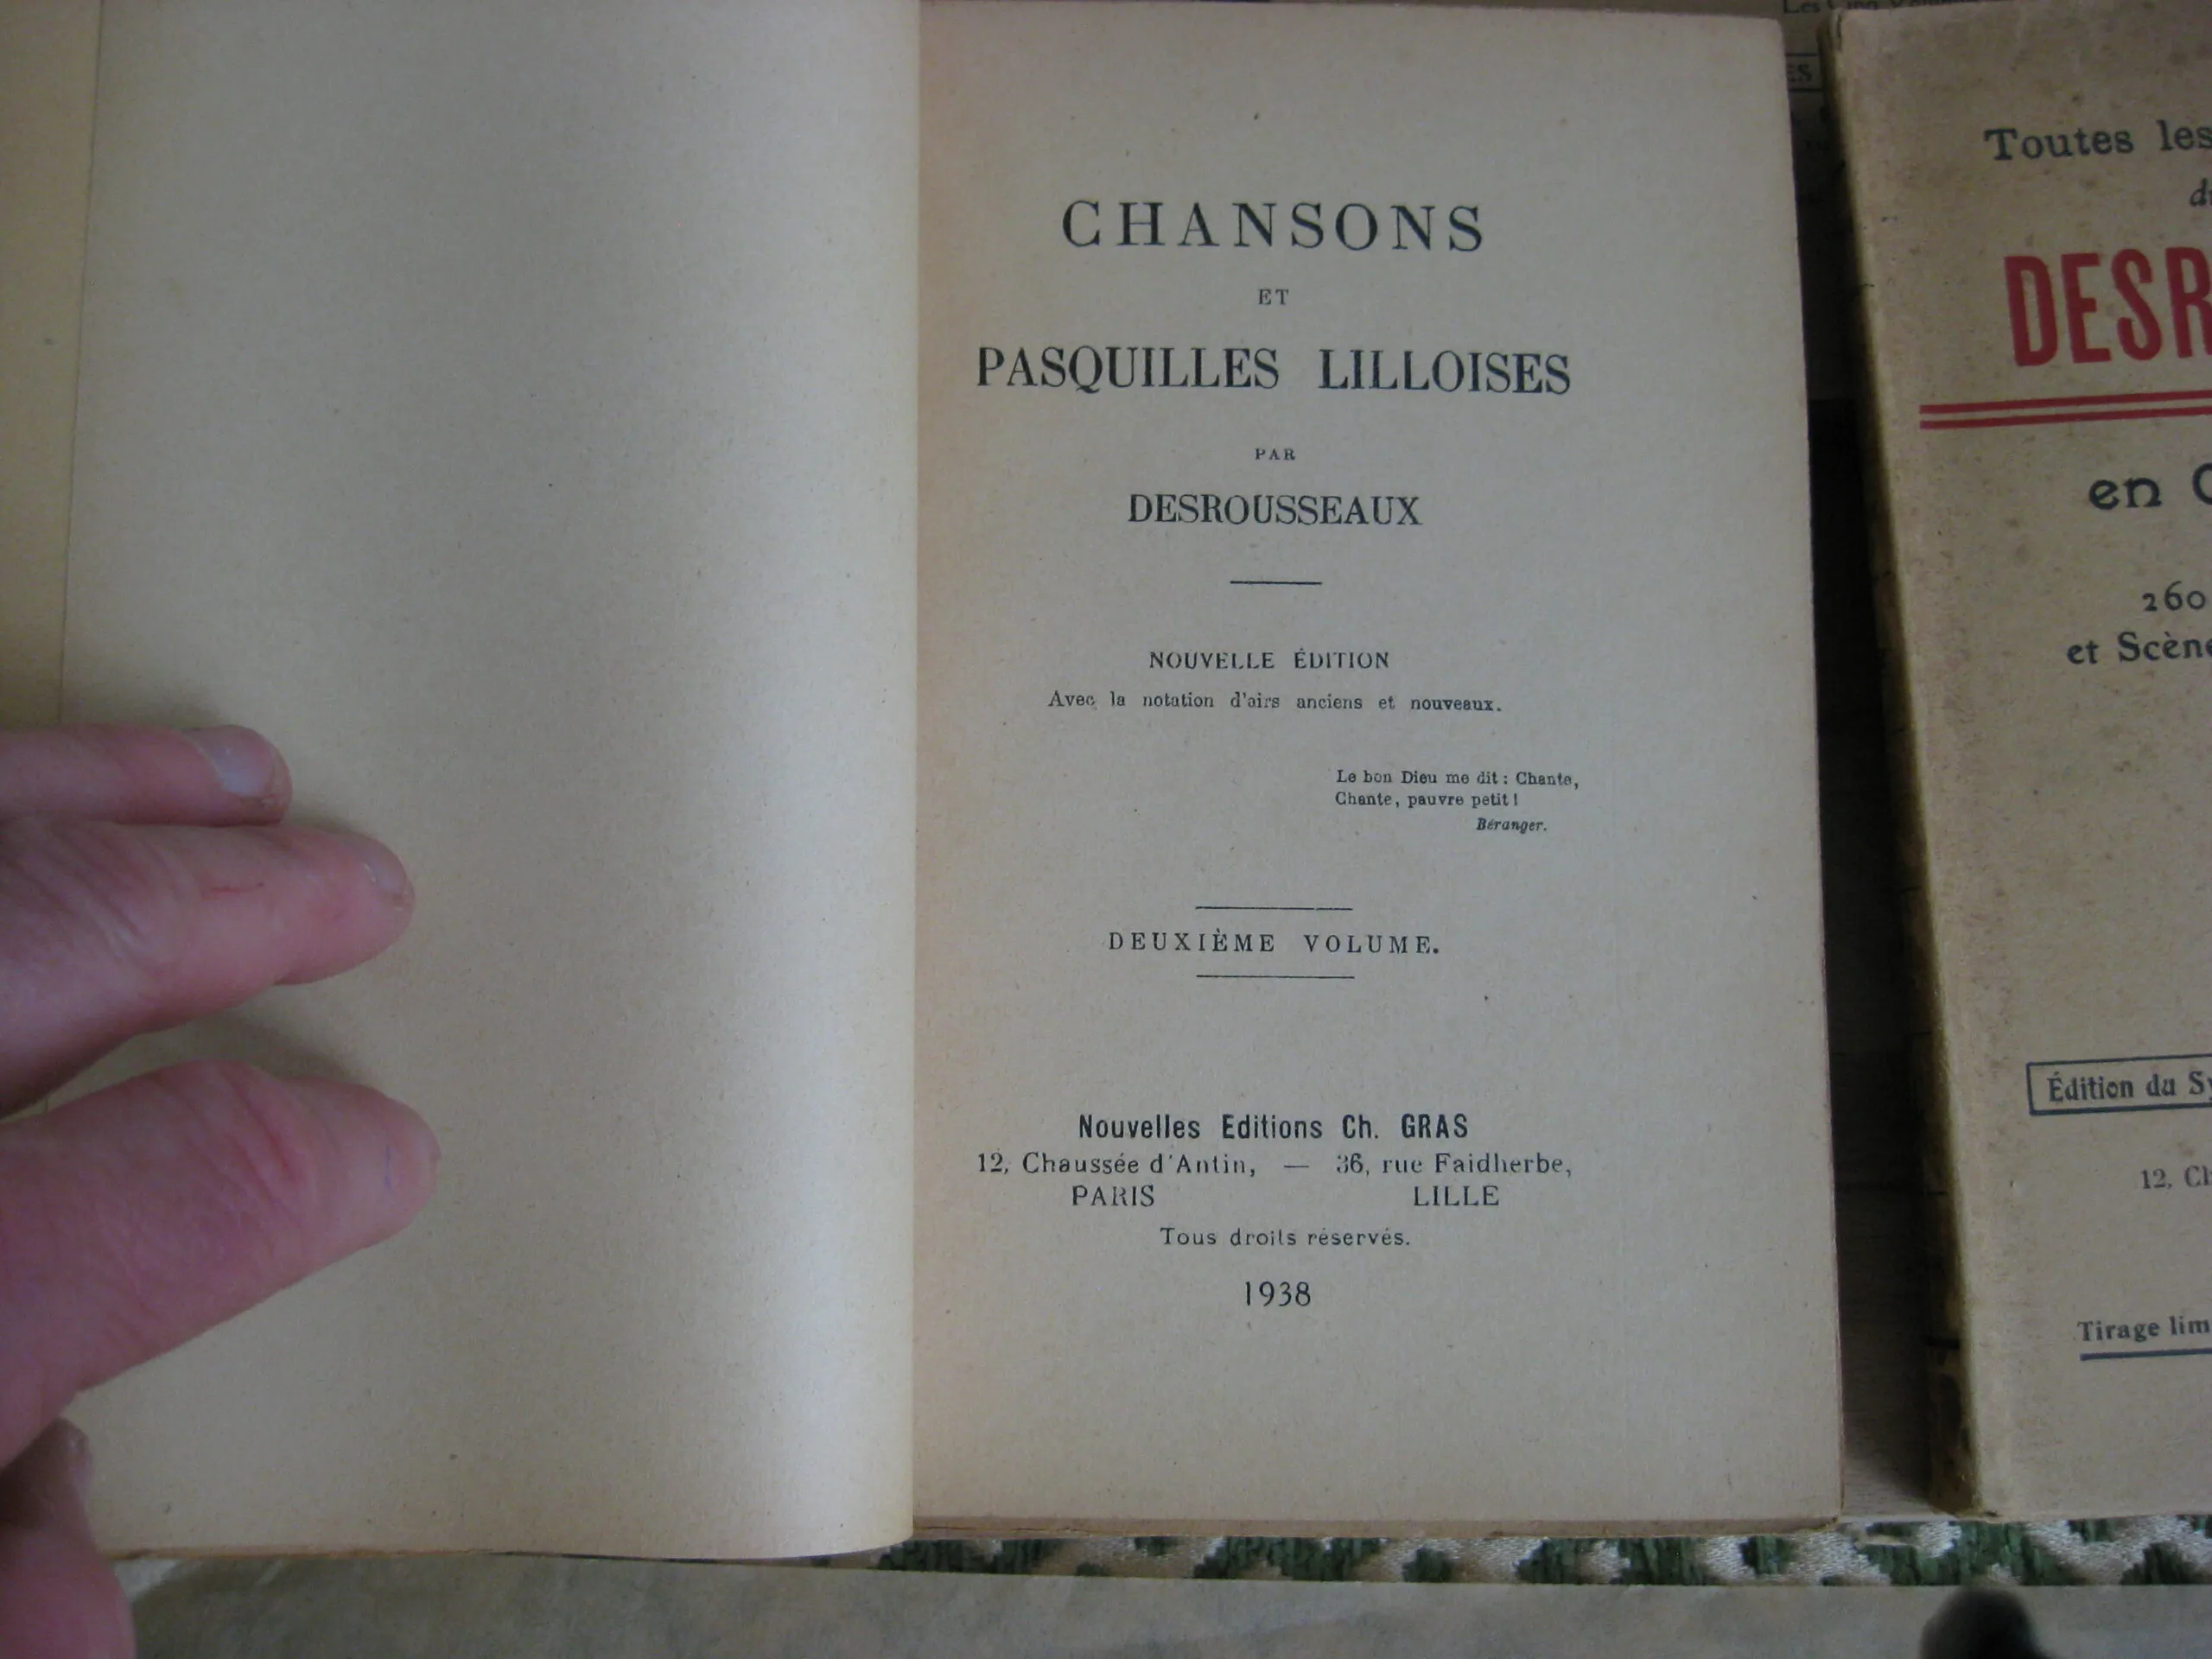 CHANSONS
ET
PASQUILLES LILLOISES
PAR
DESROUSSEAUX
NOUVELLE ÉDITION
Avec la notation d'airs anciens et nouveaux.
Le bon Dieu me dit : Chante,
Chante, pauvre petit !
Béranger.
DEUXIÈME VOLUME.
Nouvelles Editions Ch. GRAS
12, Chaussée d'Antin, — 36, rue Faidherbe,
PARIS LILLE
Tous droits réservés.
1938
Toutes les
DESR
en
260
et Scène
Édition du Sy
12, Ch
Tirage lim